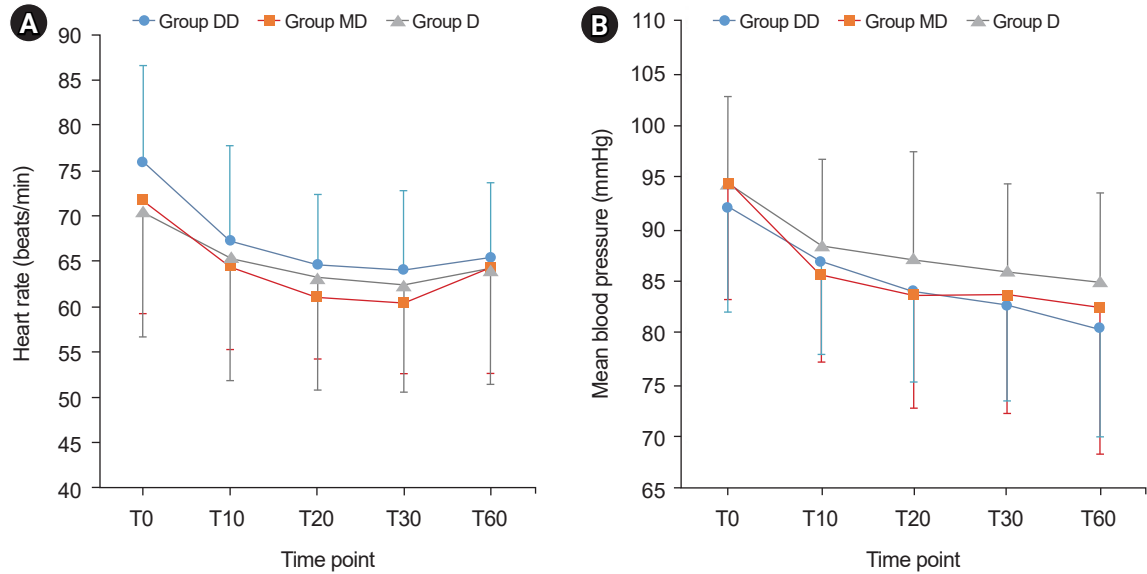 A
Group DD Group MD Group D
90
85
80
75
70
65
60
55
50
45
40
Heart rate (beats/min)
T0 T10 T20 T30 T60
Time point
B
Group DD Group MD Group D
110
105
100
95
90
85
80
75
70
65
Mean blood pressure (mmHg)
T0 T10 T20 T30 T60
Time point